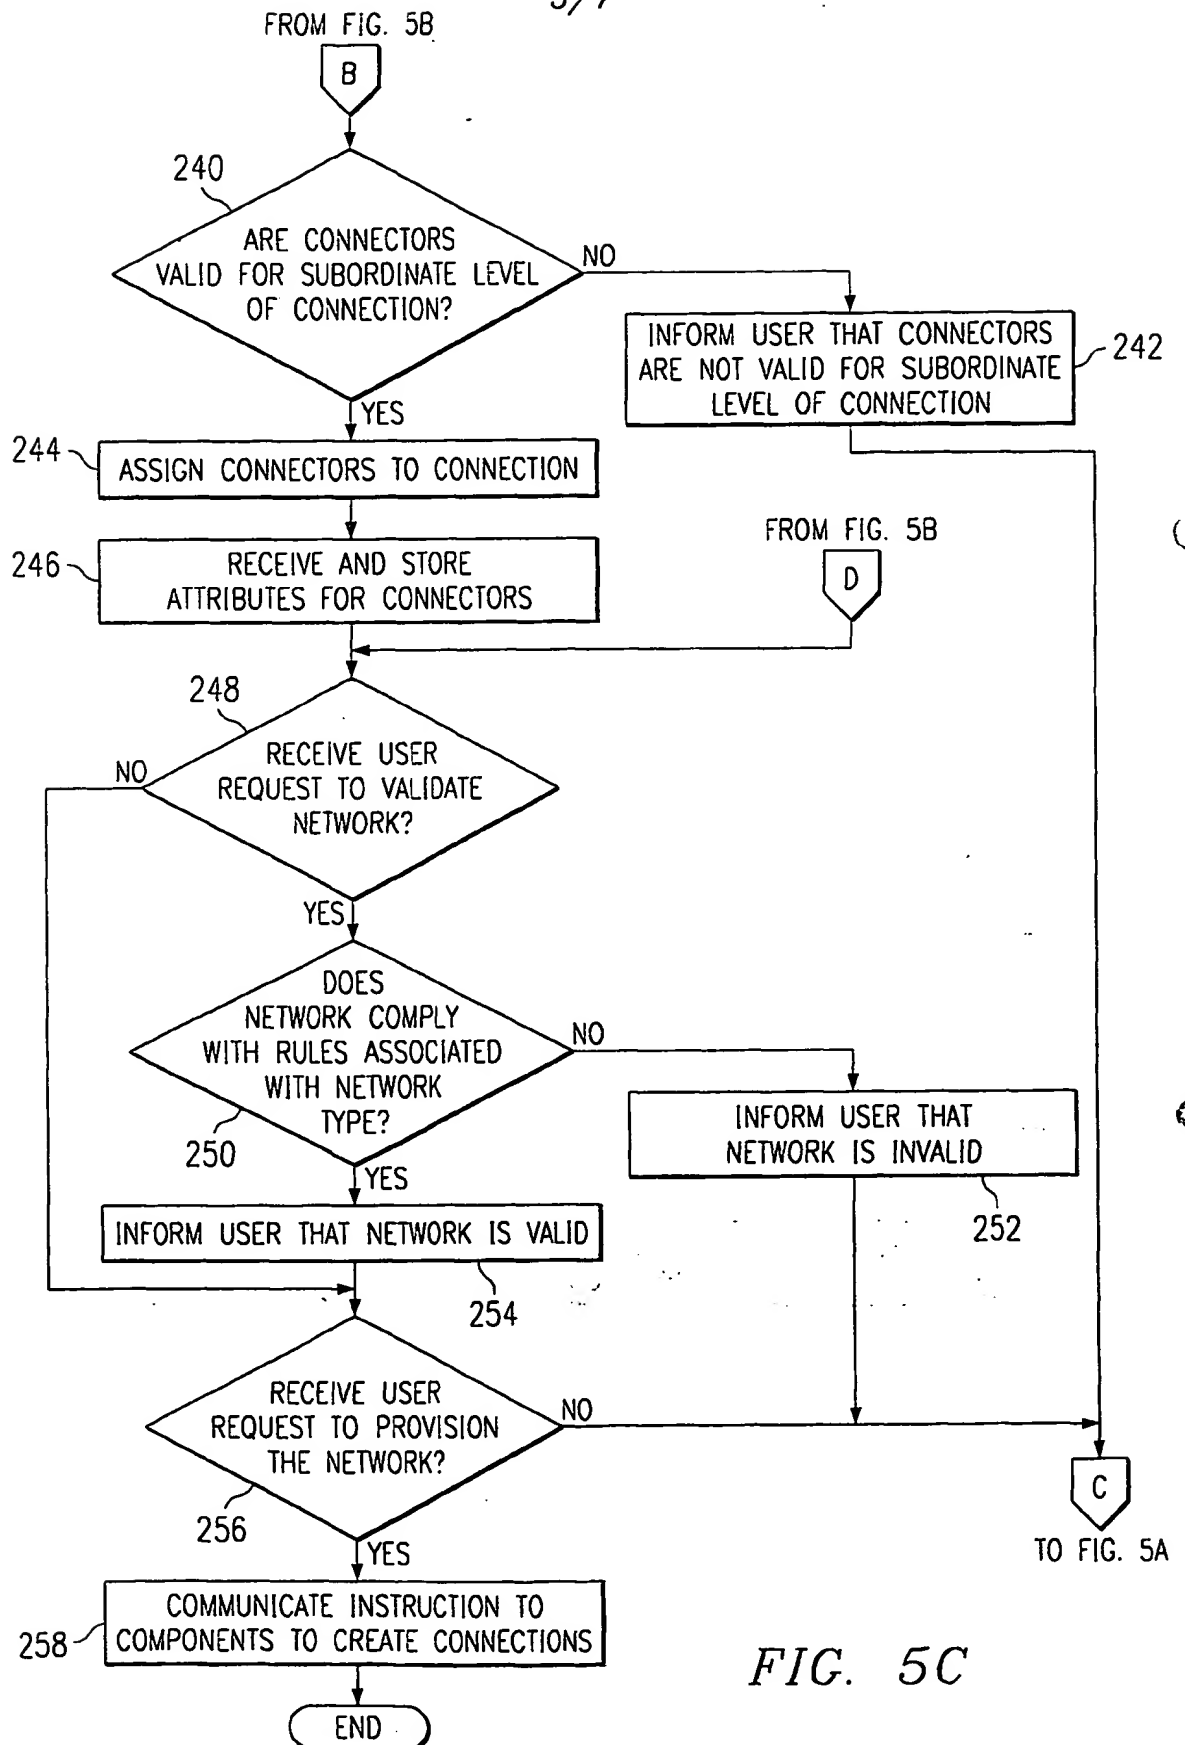 FROM FIG. 5B
B
240
ARE CONNECTORS
VALID FOR SUBORDINATE LEVEL
OF CONNECTION?
NO
INFORM USER THAT CONNECTORS
ARE NOT VALID FOR SUBORDINATE
LEVEL OF CONNECTION
242
YES
244
ASSIGN CONNECTORS TO CONNECTION
246
RECEIVE AND STORE
ATTRIBUTES FOR CONNECTORS
FROM FIG. 5B
D
248
RECEIVE USER
REQUEST TO VALIDATE
NETWORK?
NO
YES
DOES
NETWORK COMPLY
WITH RULES ASSOCIATED
WITH NETWORK
TYPE?
250
NO
INFORM USER THAT
NETWORK IS INVALID
252
YES
INFORM USER THAT NETWORK IS VALID
254
RECEIVE USER
REQUEST TO PROVISION
THE NETWORK?
256
NO
C
TO FIG. 5A
YES
258
COMMUNICATE INSTRUCTION TO
COMPONENTS TO CREATE CONNECTIONS
END
FIG. 5C